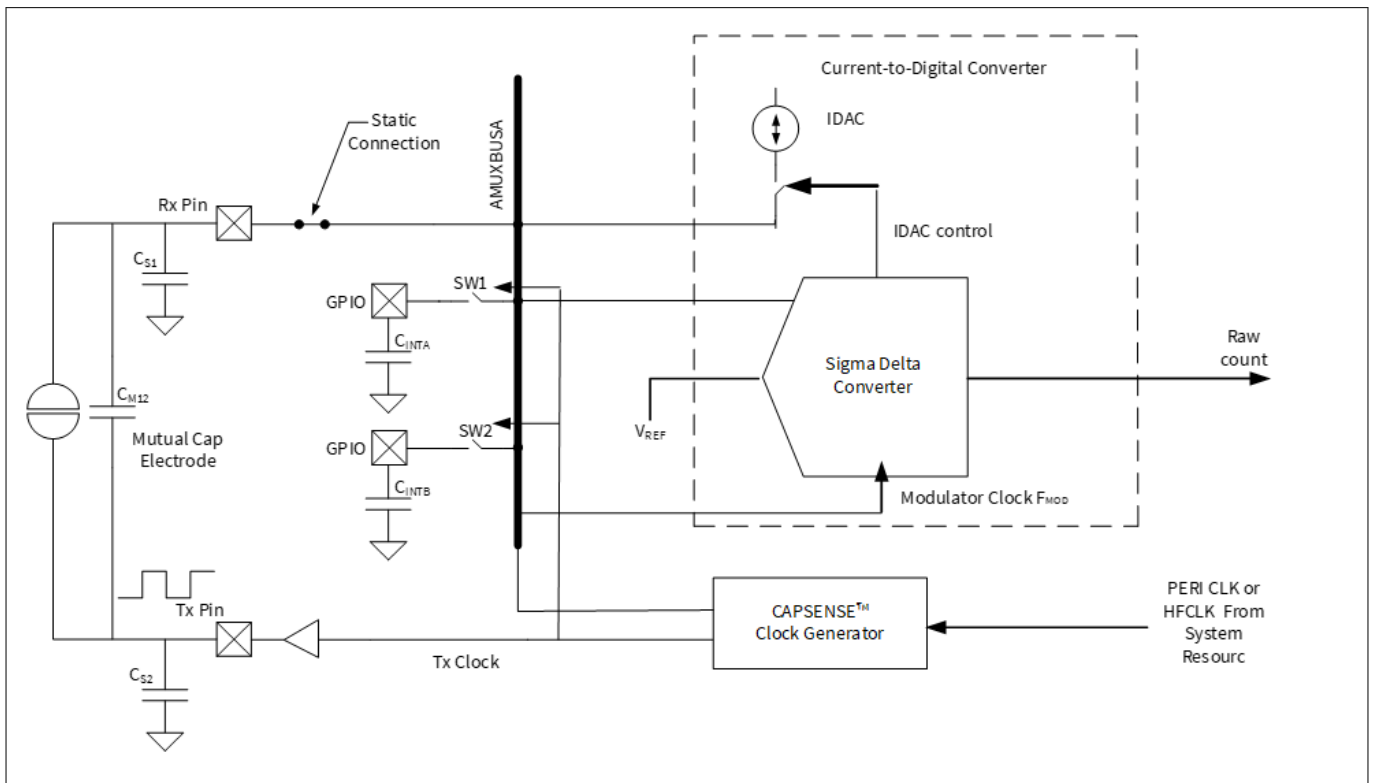 Current-to-Digital Converter
IDAC
Static
Connection
AMUXBUSA
Rx Pin
IDAC control
CS1
SW1
GPIO
CINTA
Raw
count
Sigma Delta
Converter
CM12
VREF
SW2
Mutual Cap
Electrode
GPIO
CINTB
Modulator Clock FMOD
Tx Pin
PERI CLK or
HFCLK From
System
Resourc
CAPSENSE™
Clock Generator
Tx Clock
CS2